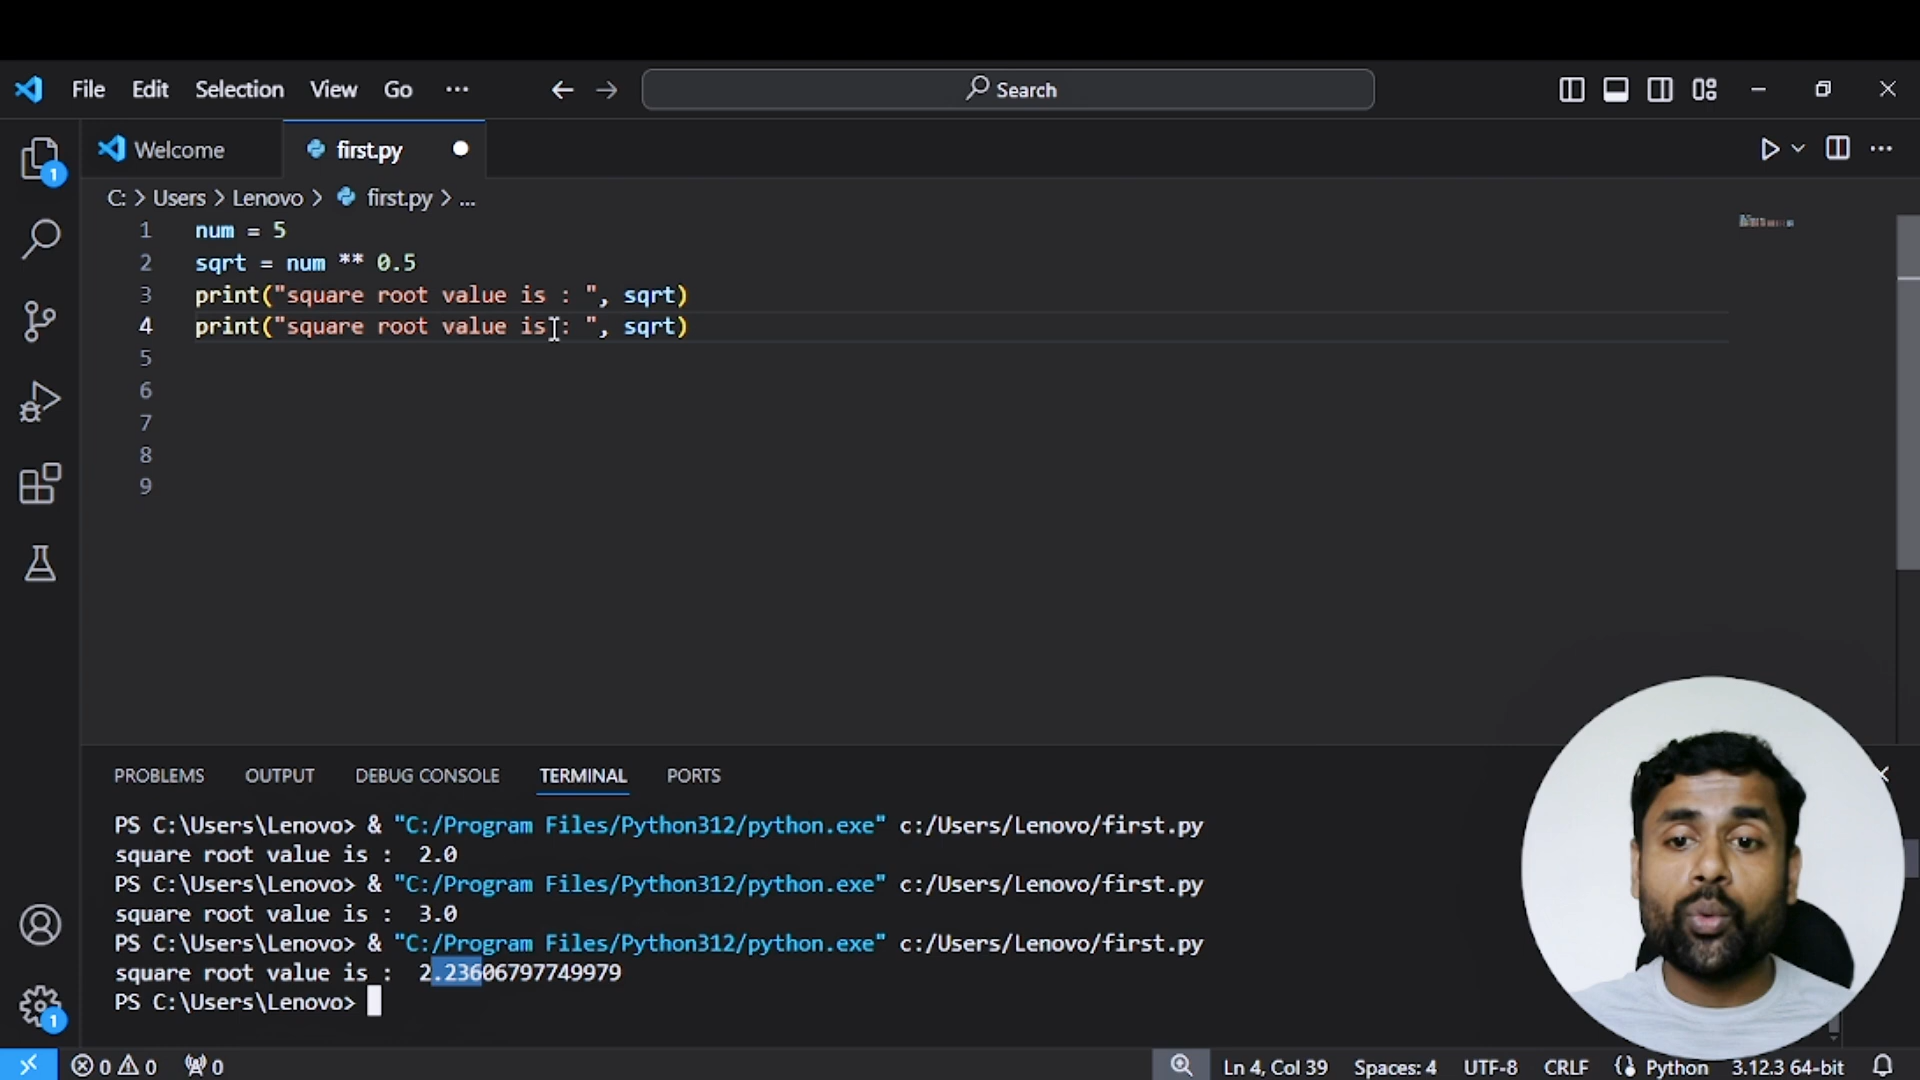 File Edit Selection View Go ··· Search
Welcome first.py
C: > Users > Lenovo > first.py > ...
1 num = 5
2 sqrt = num ** 0.5
3 print("square root value is : ", sqrt)
4 print("square root value is : ", sqrt)
5
6
7
8
9
1
PROBLEMS OUTPUT DEBUG CONSOLE TERMINAL PORTS
PS C:\Users\Lenovo> & "C:/Program Files/Python312/python.exe" c:/Users/Lenovo/first.py
square root value is :  2.0
PS C:\Users\Lenovo> & "C:/Program Files/Python312/python.exe" c:/Users/Lenovo/first.py
square root value is :  3.0
PS C:\Users\Lenovo> & "C:/Program Files/Python312/python.exe" c:/Users/Lenovo/first.py
square root value is :  2.23606797749979
PS C:\Users\Lenovo>
1
0 0 0 Ln 4, Col 39 Spaces: 4 UTF-8 CRLF Python 3.12.3 64-bit